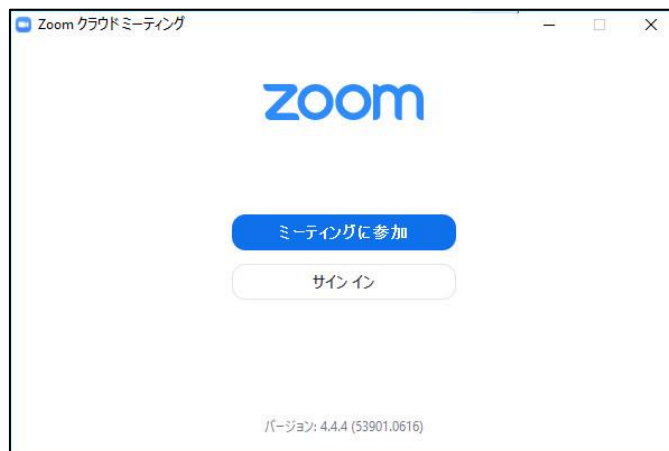 Zoom クラウド ミーティング
zoom
ミーティングに参加
サイン イン
バージョン: 4.4.4 (53901.0616)